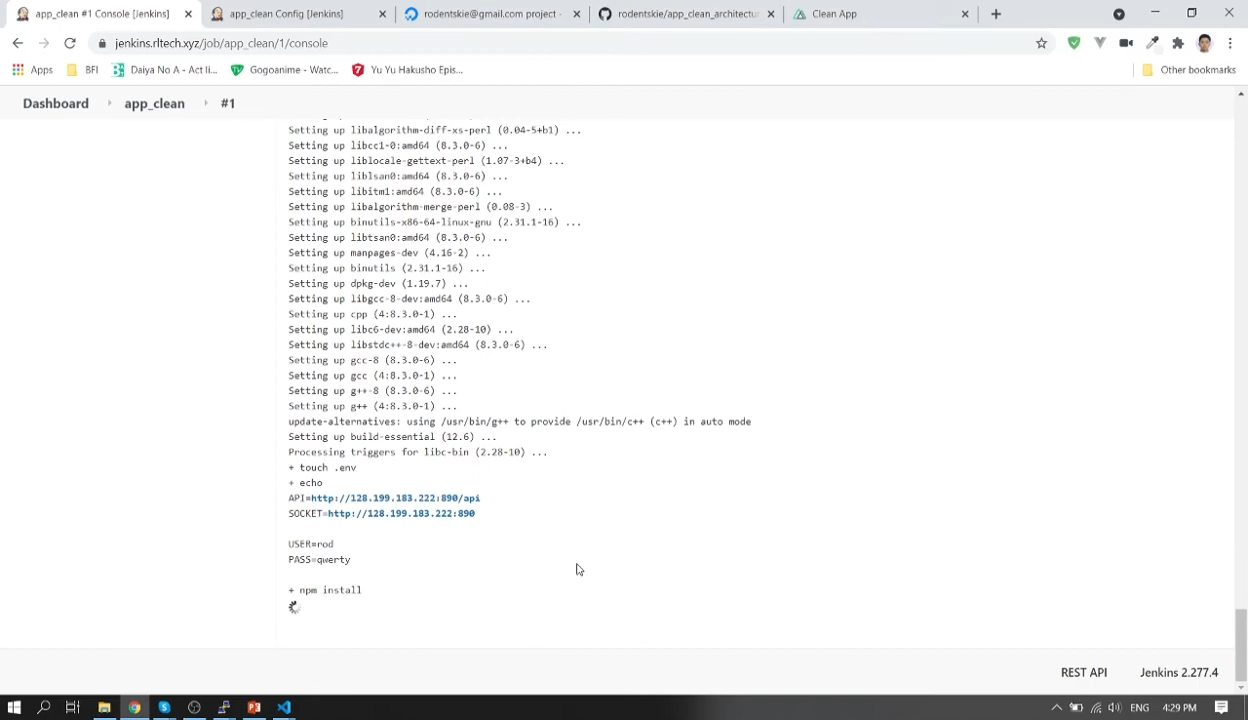 app_clean #1 Console [Jenkins]
app_clean Config [Jenkins]
rodentskie@gmail.com project -
rodentskie/app_clean_architectu
Clean App
jenkins.rltech.xyz/job/app_clean/1/console
Apps
BFI
Daiya No A - Act Ii...
Gogoanime - Watc...
Yu Yu Hakusho Epis...
Other bookmarks
Dashboard
app_clean
#1
Setting up libalgorithm-diff-xs-perl (0.04-5+b1) ...
Setting up libcc1-0:amd64 (8.3.0-6) ...
Setting up liblocale-gettext-perl (1.07-3+b4) ...
Setting up liblsan0:amd64 (8.3.0-6) ...
Setting up libitm1:amd64 (8.3.0-6) ...
Setting up libalgorithm-merge-perl (0.08-3) ...
Setting up binutils-x86-64-linux-gnu (2.31.1-16) ...
Setting up libtsan0:amd64 (8.3.0-6) ...
Setting up manpages-dev (4.16-2) ...
Setting up binutils (2.31.1-16) ...
Setting up dpkg-dev (1.19.7) ...
Setting up libgcc-8-dev:amd64 (8.3.0-6) ...
Setting up cpp (4:8.3.0-1) ...
Setting up libc6-dev:amd64 (2.28-10) ...
Setting up libstdc++-8-dev:amd64 (8.3.0-6) ...
Setting up gcc-8 (8.3.0-6) ...
Setting up gcc (4:8.3.0-1) ...
Setting up g++-8 (8.3.0-6) ...
Setting up g++ (4:8.3.0-1) ...
update-alternatives: using /usr/bin/g++ to provide /usr/bin/c++ (c++) in auto mode
Setting up build-essential (12.6) ...
Processing triggers for libc-bin (2.28-10) ...
+ touch .env
+ echo
API=http://128.199.183.222:890/api
SOCKET=http://128.199.183.222:890
USER=rod
PASS=qwerty
+ npm install
REST API
Jenkins 2.277.4
ENG
4:29 PM